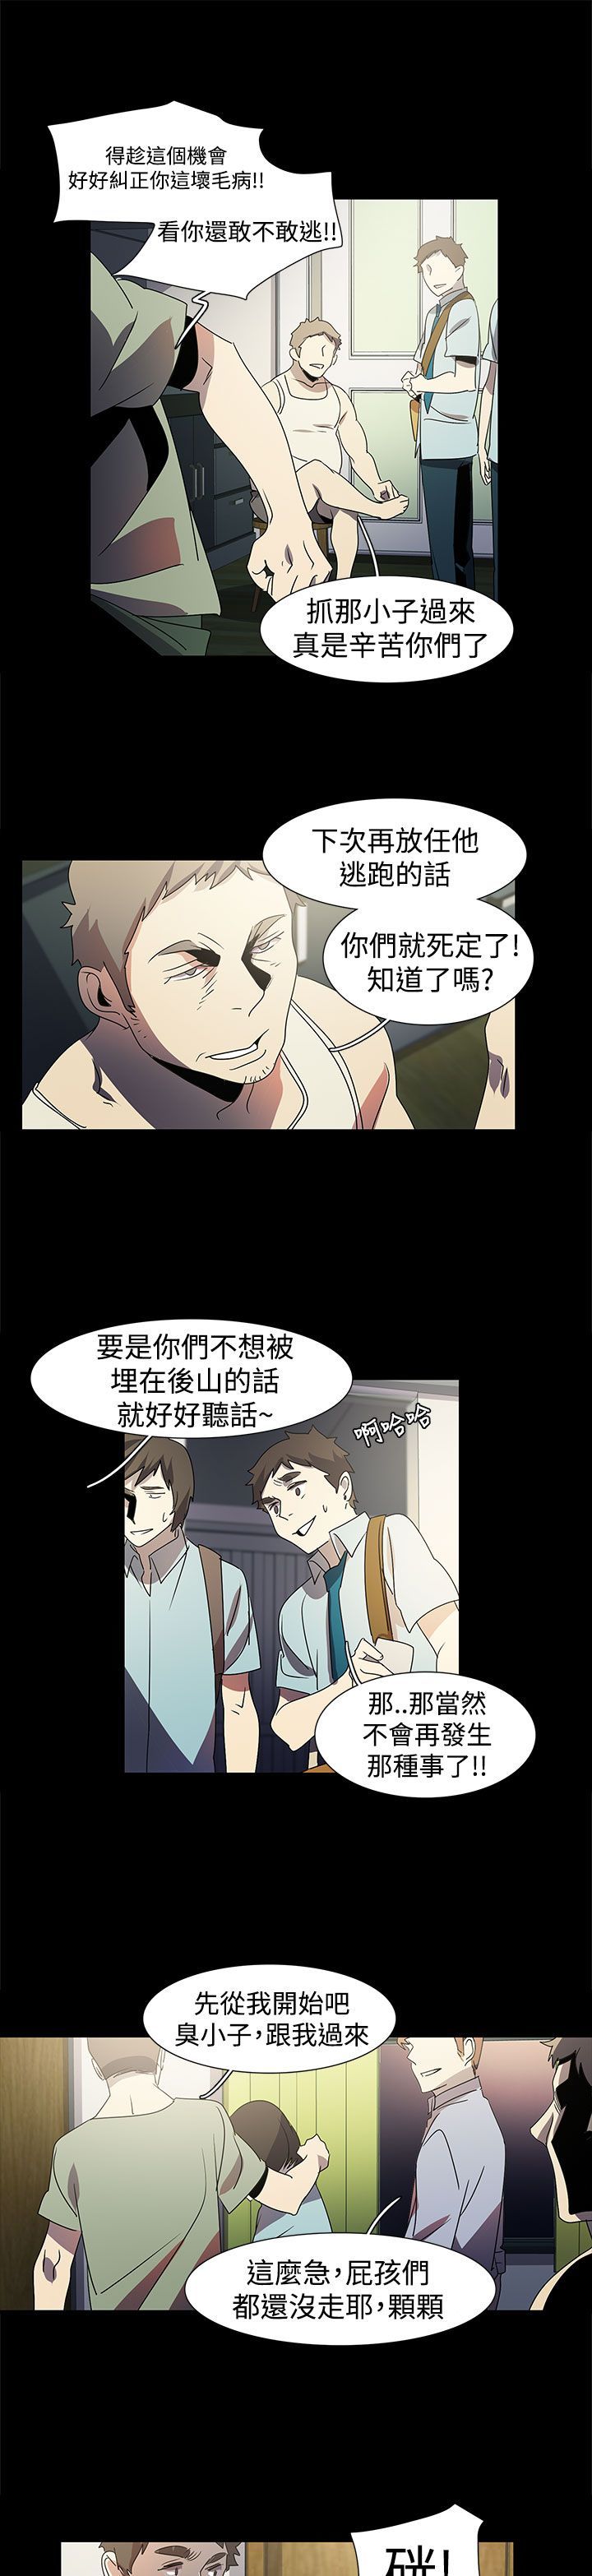 得趁這個機會
好好糾正你這壞毛病!!
看你還敢不敢逃!!
抓那小子過來
真是辛苦你們了
下次再放任他
逃跑的話
你們就死定了!
知道了嗎?
要是你們不想被
埋在後山的話
就好好聽話~
啊哈哈
那..那當然
不會再發生
那種事了!!
先從我開始吧
臭小子,跟我過來
這麼急,屁孩們
都還沒走耶,顆顆
碰!